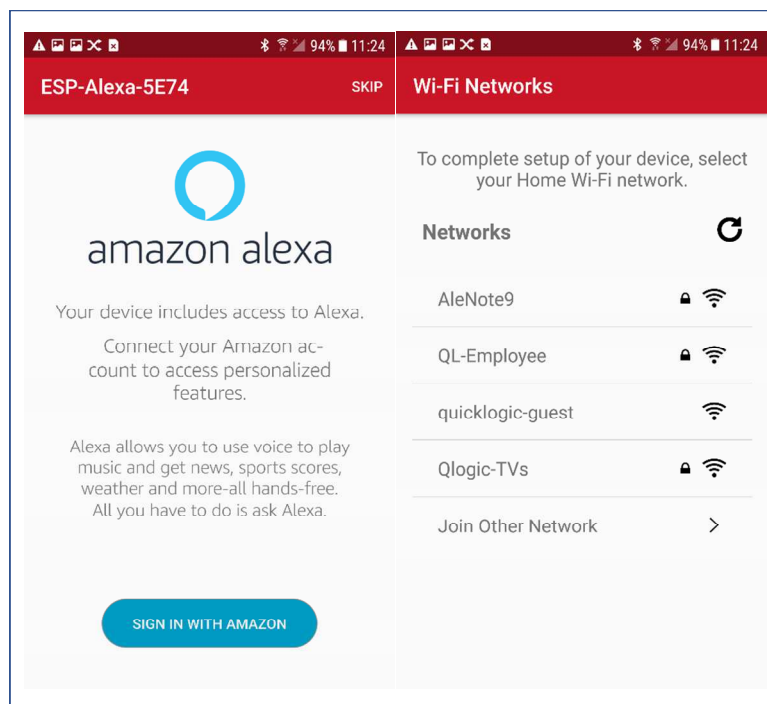 94% 11:24
ESP-Alexa-5E74
SKIP
amazon alexa
Your device includes access to Alexa.
Connect your Amazon ac-
count to access personalized
features.
Alexa allows you to use voice to play
music and get news, sports scores,
weather and more-all hands-free.
All you have to do is ask Alexa.
SIGN IN WITH AMAZON
94% 11:24
Wi-Fi Networks
To complete setup of your device, select
your Home Wi-Fi network.
Networks
AleNote9
QL-Employee
quicklogic-guest
Qlogic-TVs
Join Other Network